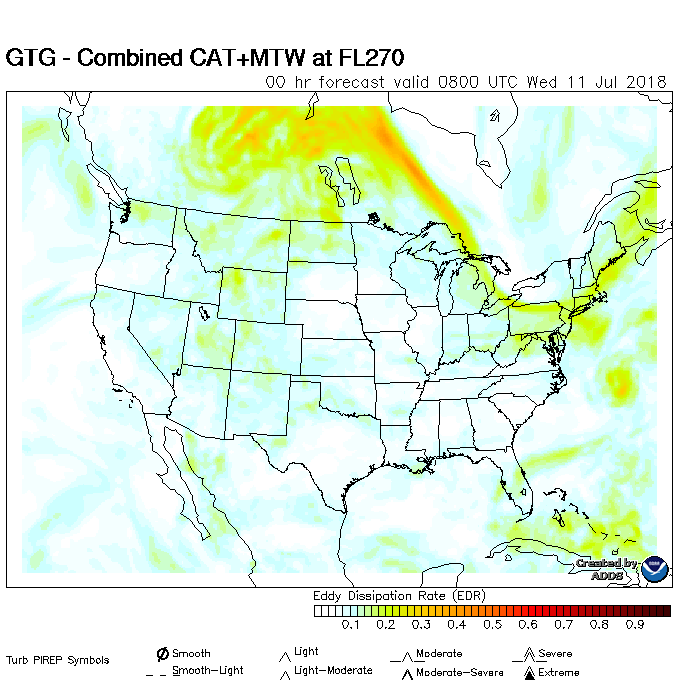 GTG - Combined CAT+MTW at FL270
00 hr forecast valid 0800 UTC Wed 11 Jul 2018
Created by
ADDS
Eddy Dissipation Rate (EDR)
0.1 0.2 0.3 0.4 0.5 0.6 0.7 0.8 0.9
Turb PIREP Symbols
Smooth Light Moderate Severe
Smooth-Light Light-Moderate Moderate-Severe Extreme